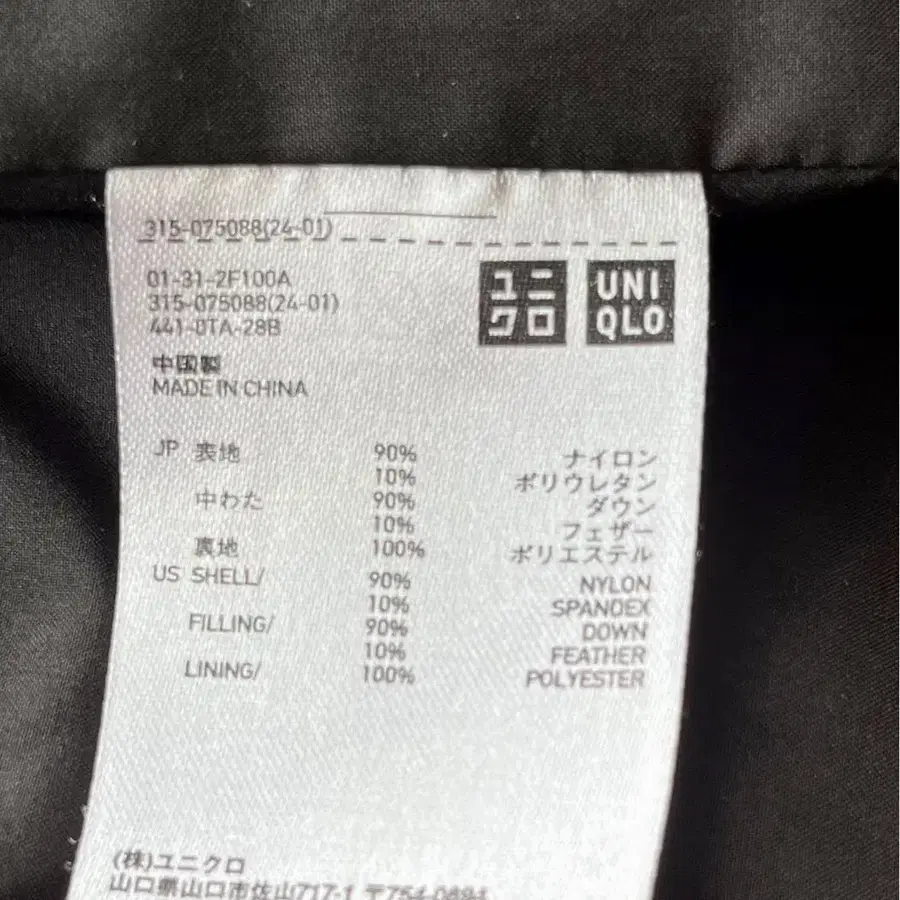 315-075088(24-01)
01-31-2F100A
315-075088(24-01)
441-0TA-28B
ユニクロ
UNIQLO
中国製
MADE IN CHINA
JP 表地 90% ナイロン
10% ポリウレタン
中わた 90% ダウン
10% フェザー
裏地 100% ポリエステル
US SHELL/ 90% NYLON
10% SPANDEX
FILLING/ 90% DOWN
10% FEATHER
LINING/ 100% POLYESTER
(株)ユニクロ
山口県山口市佐山717-1 〒754-0894